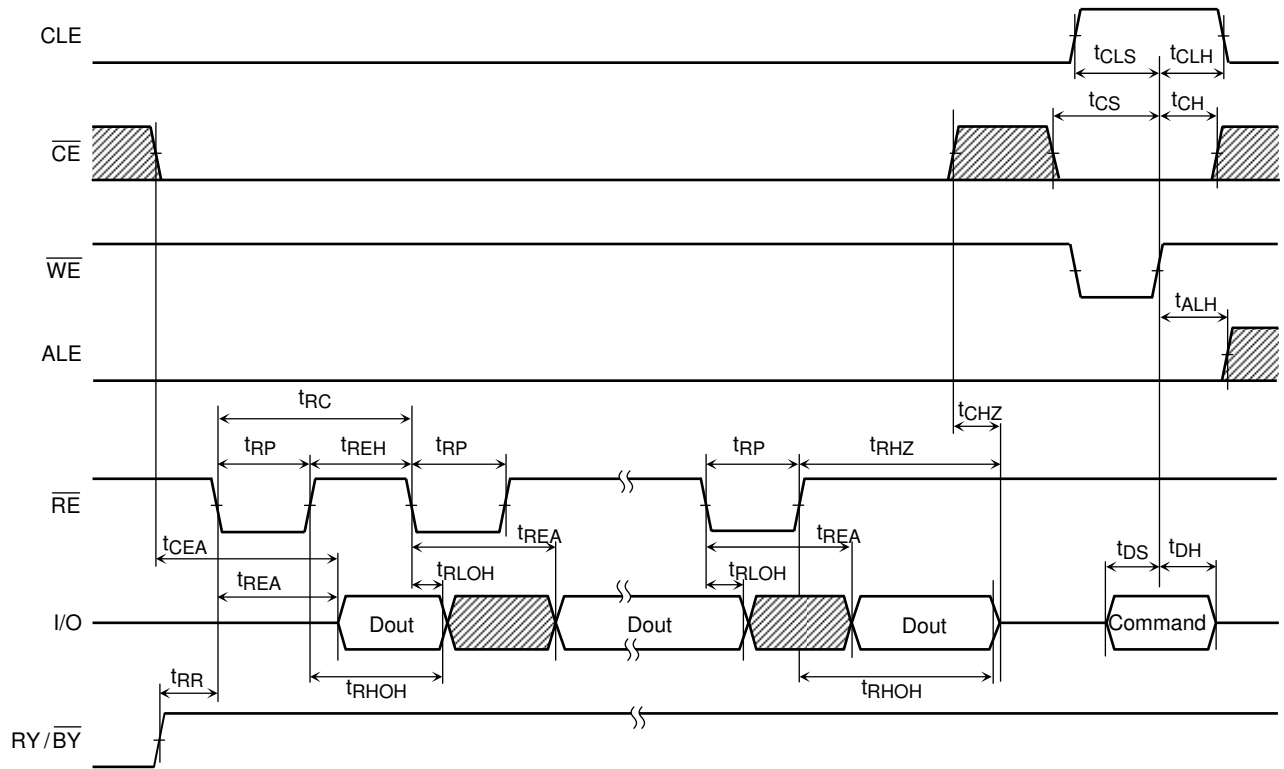 CLE
tCLS tCLH
tCS tCH
CE
WE
tALH
ALE
tRC
tCHZ
tRP tREH tRP tRP tRHZ
RE
tCEA tREA tREA tDS tDH
tREA tRLOH tRLOH
I/O Dout Dout Dout Command
tRR tRHOH tRHOH
RY/BY